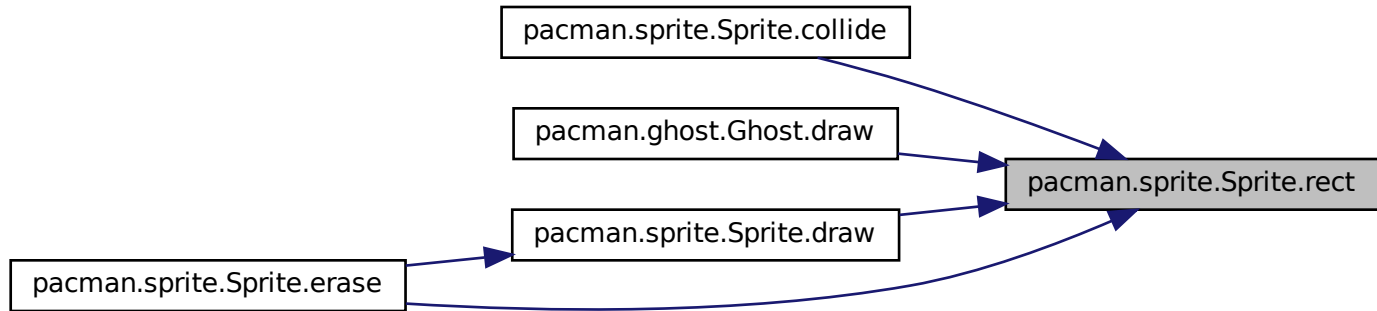 pacman.sprite.Sprite.collide
pacman.ghost.Ghost.draw
pacman.sprite.Sprite.rect
pacman.sprite.Sprite.draw
pacman.sprite.Sprite.erase